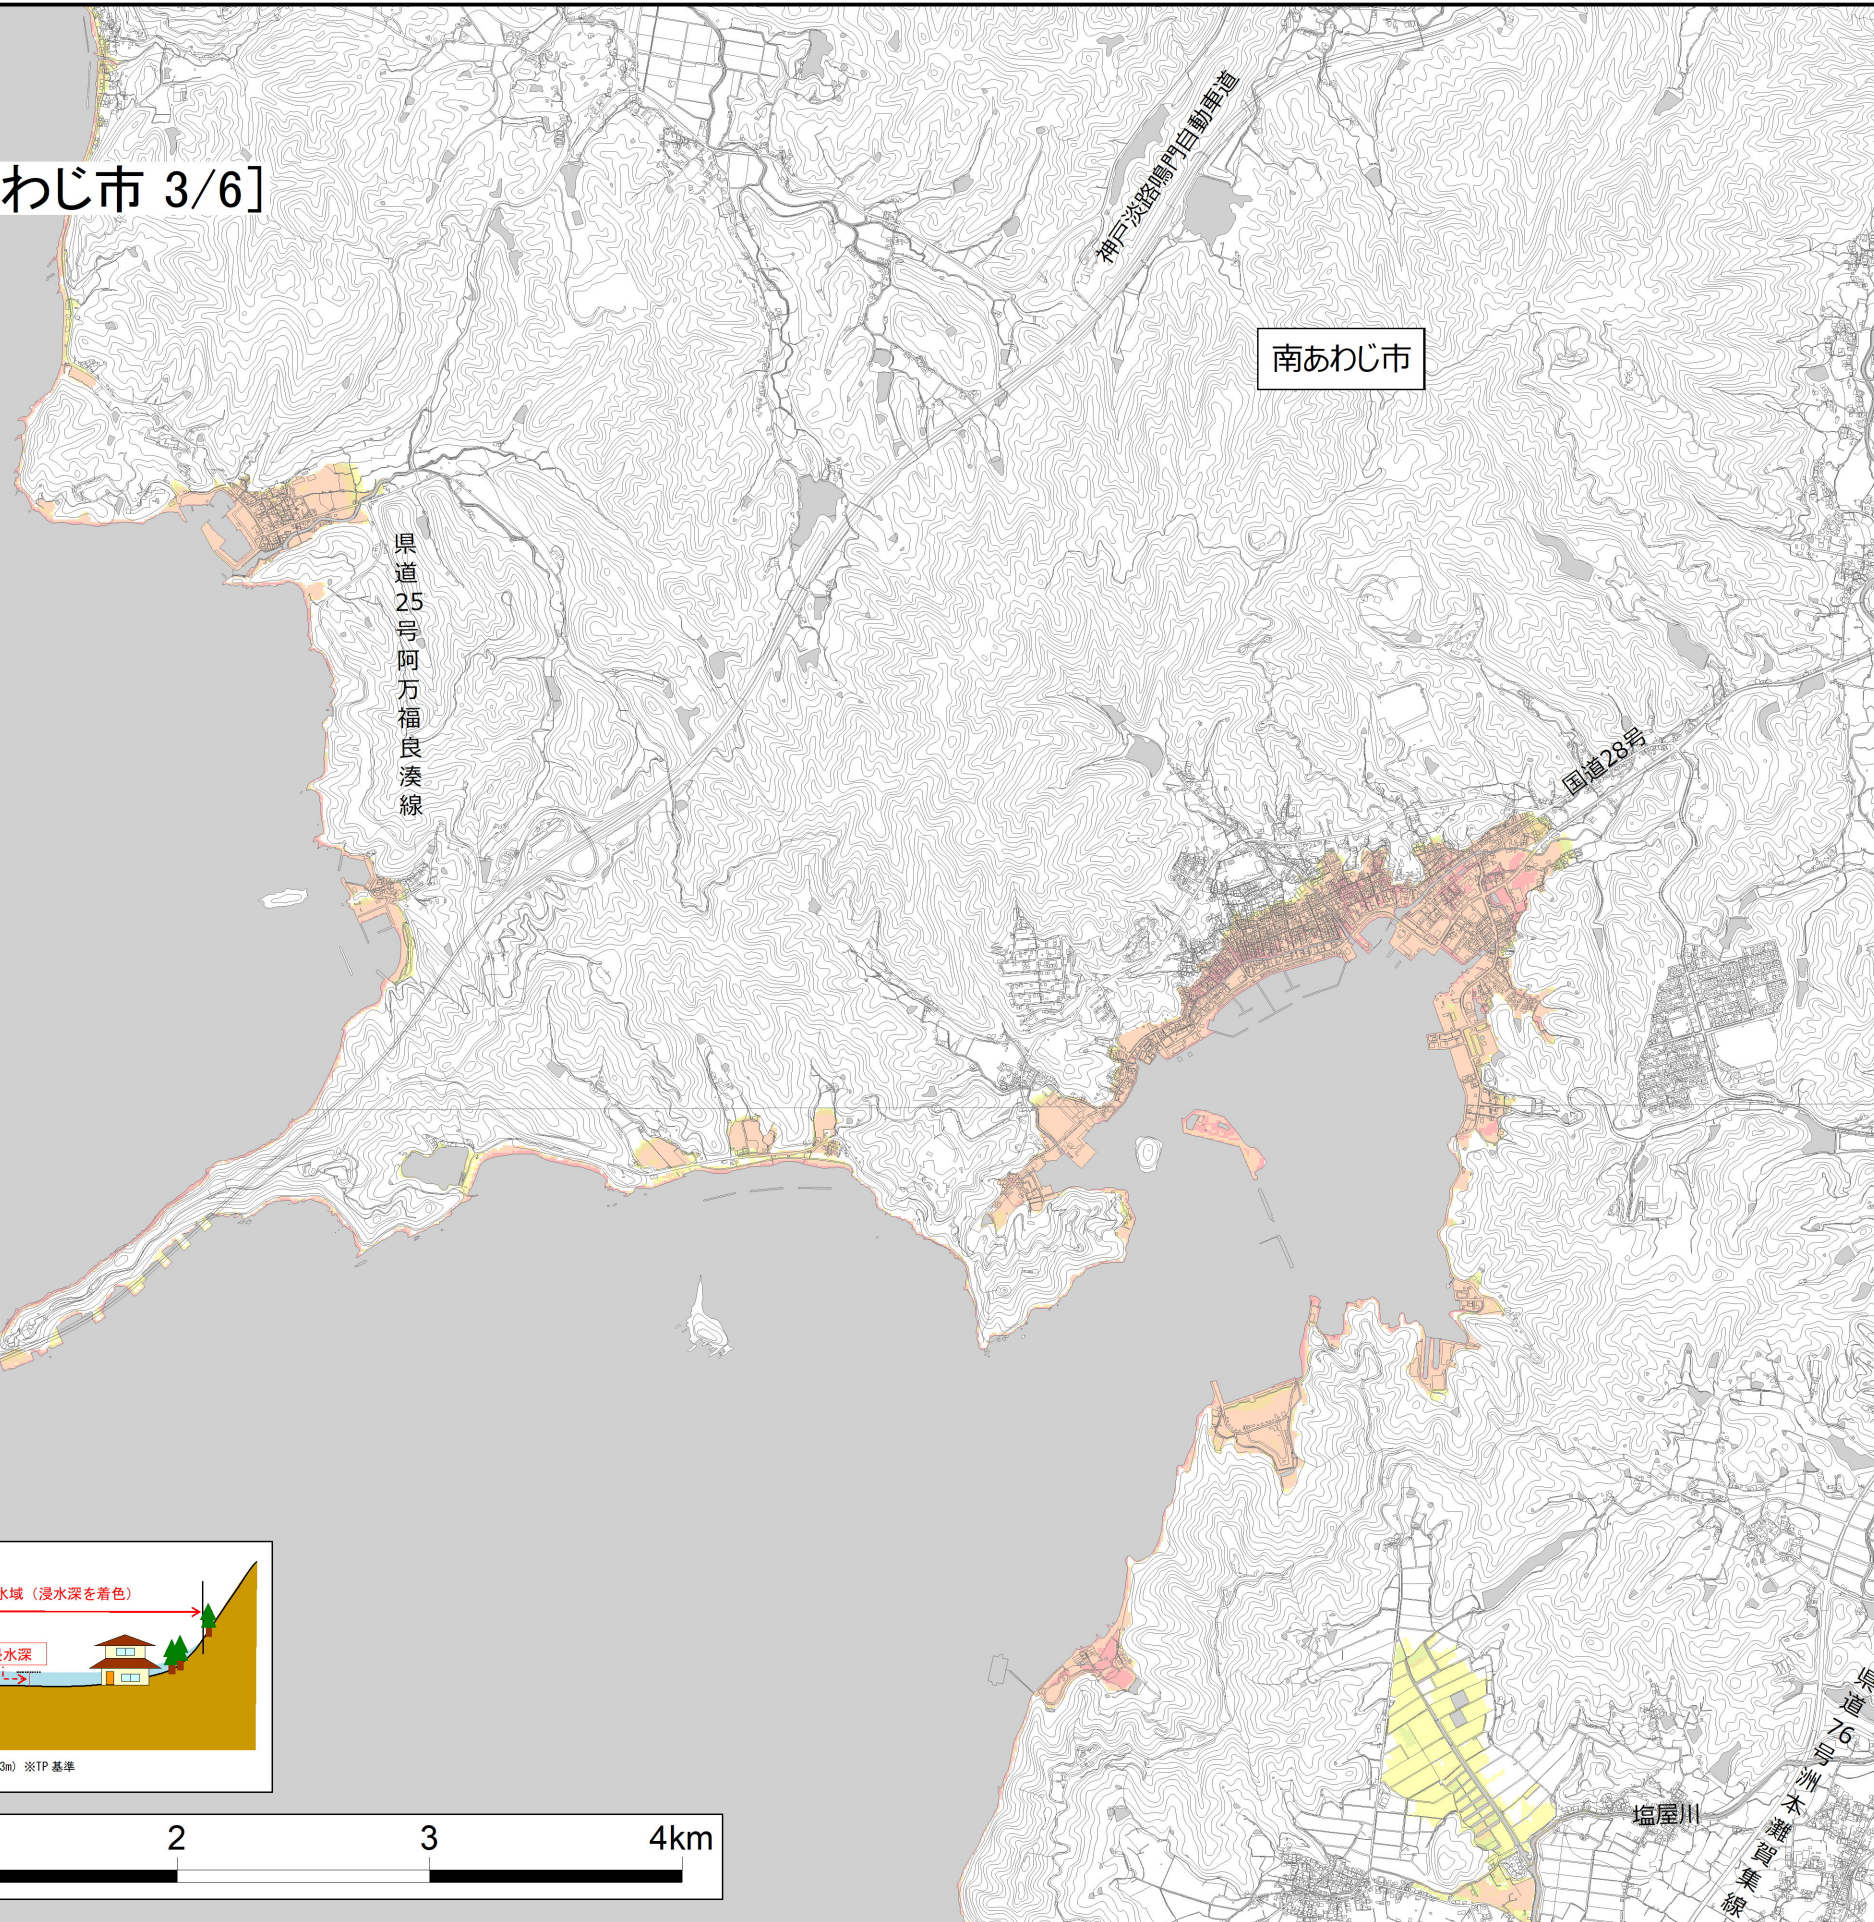 わじ市 3/6]
神戸淡路鳴門自動車道
南あわじ市
県道25号阿万福良湊線
国道28号
水域（浸水深を着色）
浸水深
3m）※TP 基準
2 3 4km
塩屋川
県道76号洲本灘賀集線